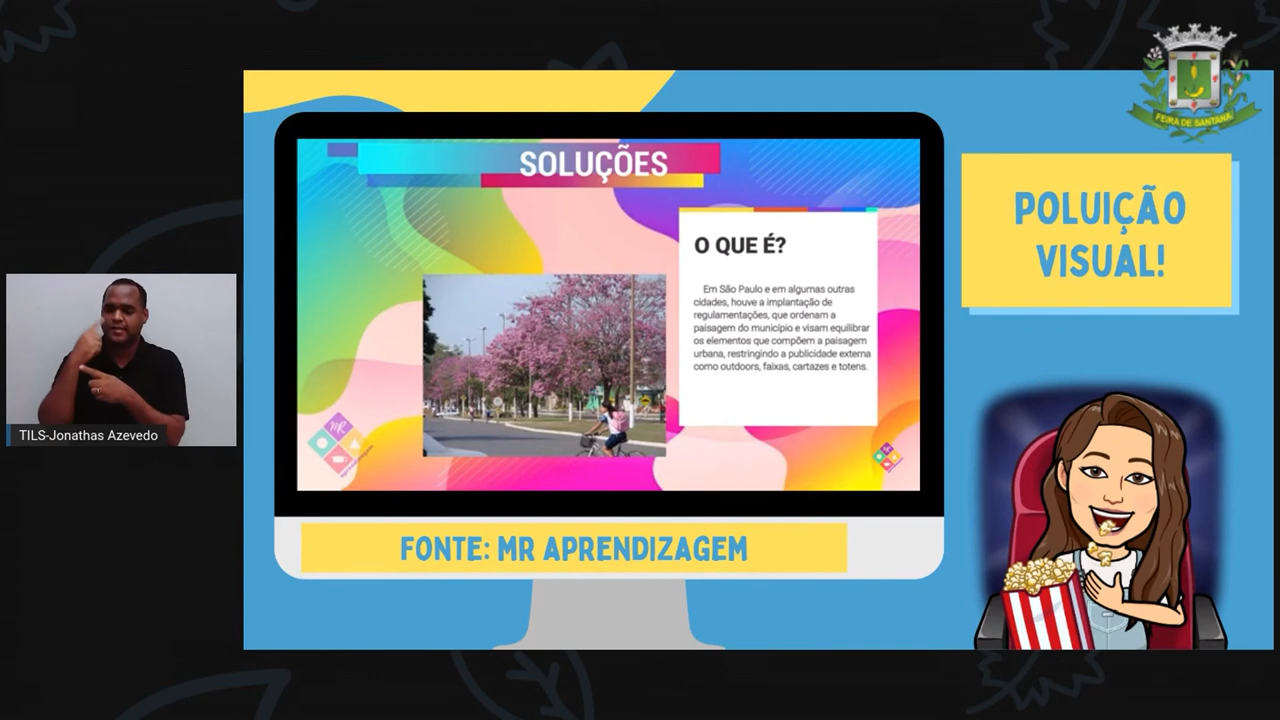 FEIRA DE SANTANA
SOLUÇÕES
POLUIÇÃO
VISUAL!
O QUE É?
Em São Paulo e em algumas outras
cidades, houve a implantação de
regulamentações, que ordenam a
paisagem do município e visam equilibrar
os elementos que compõem a paisagem
urbana, restringindo a publicidade externa
como outdoors, faixas, cartazes e totens.
MR
TILS-Jonathas Azevedo
FONTE: MR APRENDIZAGEM